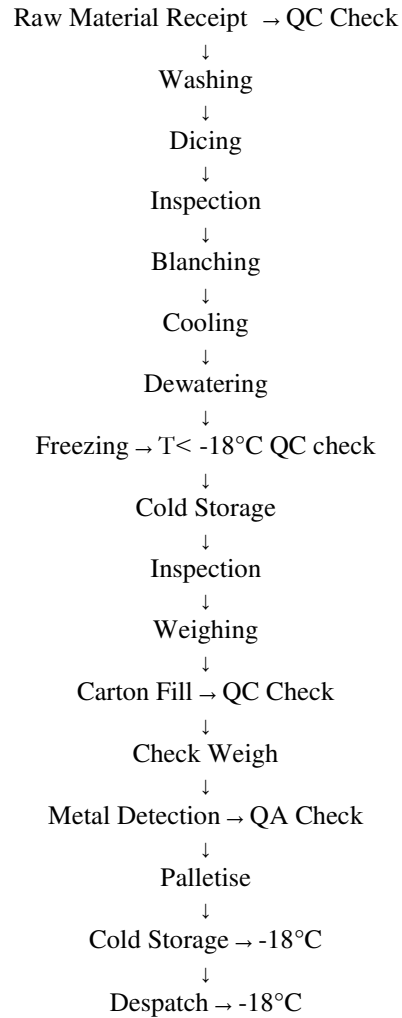 Raw Material Receipt → QC Check
↓
Washing
↓
Dicing
↓
Inspection
↓
Blanching
↓
Cooling
↓
Dewatering
↓
Freezing → T< -18°C QC check
↓
Cold Storage
↓
Inspection
↓
Weighing
↓
Carton Fill → QC Check
↓
Check Weigh
↓
Metal Detection → QA Check
↓
Palletise
↓
Cold Storage → -18°C
↓
Despatch → -18°C